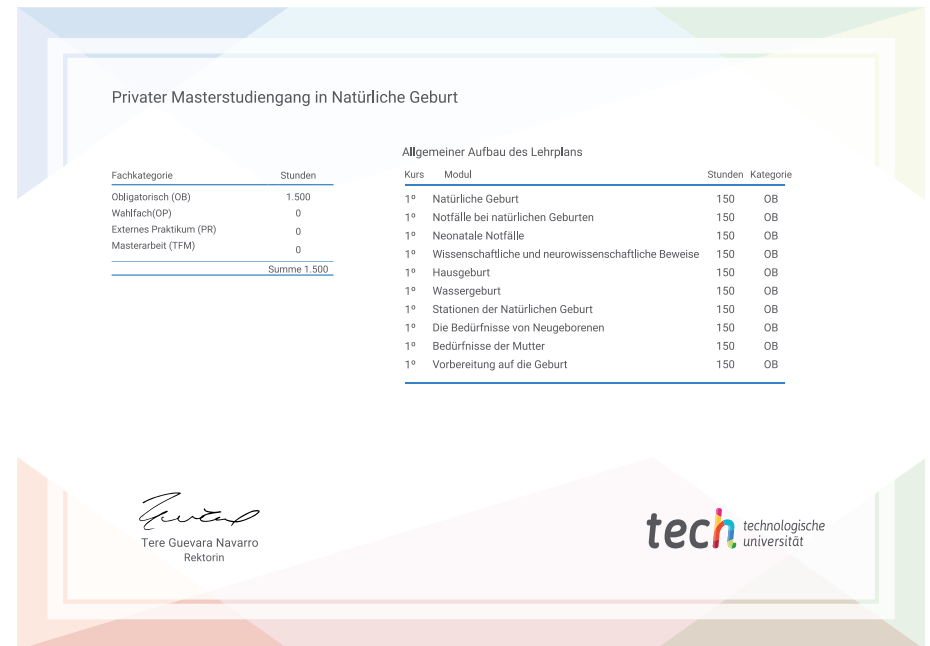 Privater Masterstudiengang in Natürliche Geburt
Fachkategorie Stunden
Obligatorisch (OB) 1.500
Wahlfach(OP) 0
Externes Praktikum (PR) 0
Masterarbeit (TFM) 0
Summe 1.500
Allgemeiner Aufbau des Lehrplans
Kurs Modul Stunden Kategorie
1º Natürliche Geburt 150 OB
1º Notfälle bei natürlichen Geburten 150 OB
1º Neonatale Notfälle 150 OB
1º Wissenschaftliche und neurowissenschaftliche Beweise 150 OB
1º Hausgeburt 150 OB
1º Wassergeburt 150 OB
1º Stationen der Natürlichen Geburt 150 OB
1º Die Bedürfnisse von Neugeborenen 150 OB
1º Bedürfnisse der Mutter 150 OB
1º Vorbereitung auf die Geburt 150 OB
Tere Guevara Navarro
Rektorin
tech technologische
universität